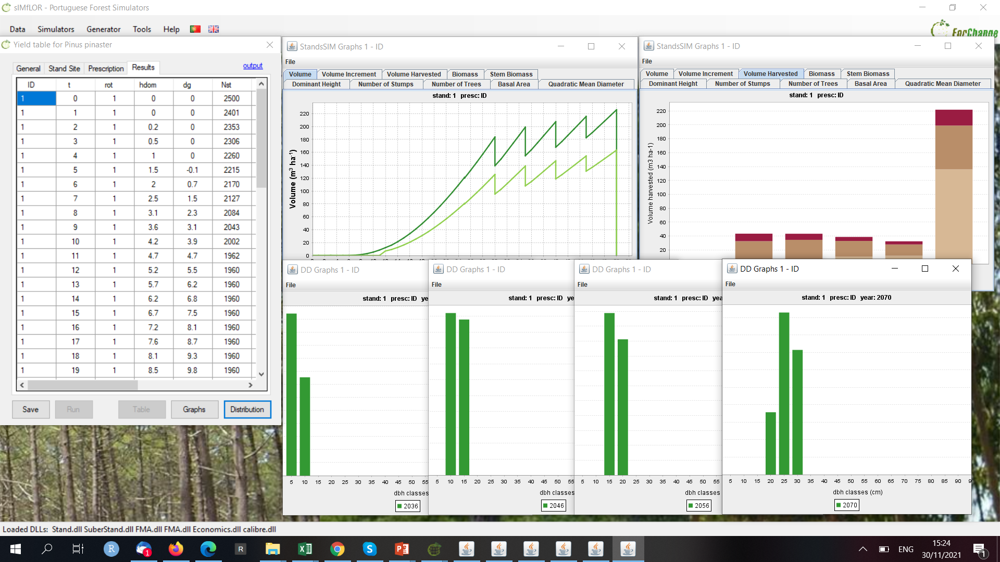 sIMfLOR - Portuguese Forest Simulators
Data Simulators Generator Tools Help
ForChange
Yield table for Pinus pinaster
General Stand Site Prescription Results output
ID t rot hdom dg Nst
1 0 1 0 0 2500
1 1 1 0 0 2401
1 2 1 0.2 0 2353
1 3 1 0.5 0 2306
1 4 1 1 0 2260
1 5 1 1.5 -0.1 2215
1 6 1 2 0.7 2170
1 7 1 2.5 1.5 2127
1 8 1 3.1 2.3 2084
1 9 1 3.6 3.1 2043
1 10 1 4.2 3.9 2002
1 11 1 4.7 4.7 1962
1 12 1 5.2 5.5 1960
1 13 1 5.7 6.2 1960
1 14 1 6.2 6.8 1960
1 15 1 6.7 7.5 1960
1 16 1 7.2 8.1 1960
1 17 1 7.6 8.7 1960
1 18 1 8.1 9.3 1960
1 19 1 8.5 9.8 1960
Save Run Table Graphs Distribution
StandsSIM Graphs 1 - ID
File
Volume Volume Increment Volume Harvested Biomass Stem Biomass
Dominant Height Number of Stumps Number of Trees Basal Area Quadratic Mean Diameter
stand: 1 presc: ID
Volume (m³ ha⁻¹)
220
200
180
160
140
120
100
80
60
40
20
0
StandsSIM Graphs 1 - ID
File
Volume Volume Increment Volume Harvested Biomass Stem Biomass
Dominant Height Number of Stumps Number of Trees Basal Area Quadratic Mean Diameter
stand: 1 presc: ID
Volume harvested (m3 ha-1)
220
200
180
160
140
120
100
80
60
40
20
DD Graphs 1 - ID
File
stand: 1 presc: ID ye
5 10 15 20 25 30 35 40 45 50 55
dbh classes
2036
DD Graphs 1 - ID
File
stand: 1 presc: ID ye
5 10 15 20 25 30 35 40 45 50 55
dbh classes
2046
DD Graphs 1 - ID
File
stand: 1 presc: ID yea
5 10 15 20 25 30 35 40 45 50 55
dbh classes
2056
DD Graphs 1 - ID
File
stand: 1 presc: ID year: 2070
5 10 15 20 25 30 35 40 45 50 55 60 65 70 75 80 85 90 9
dbh classes (cm)
2070
Loaded DLLs: Stand.dll SuberStand.dll FMA.dll FMA.dll Economics.dll calibre.dll
R 1 R S P ENG
15:24
30/11/2021
1